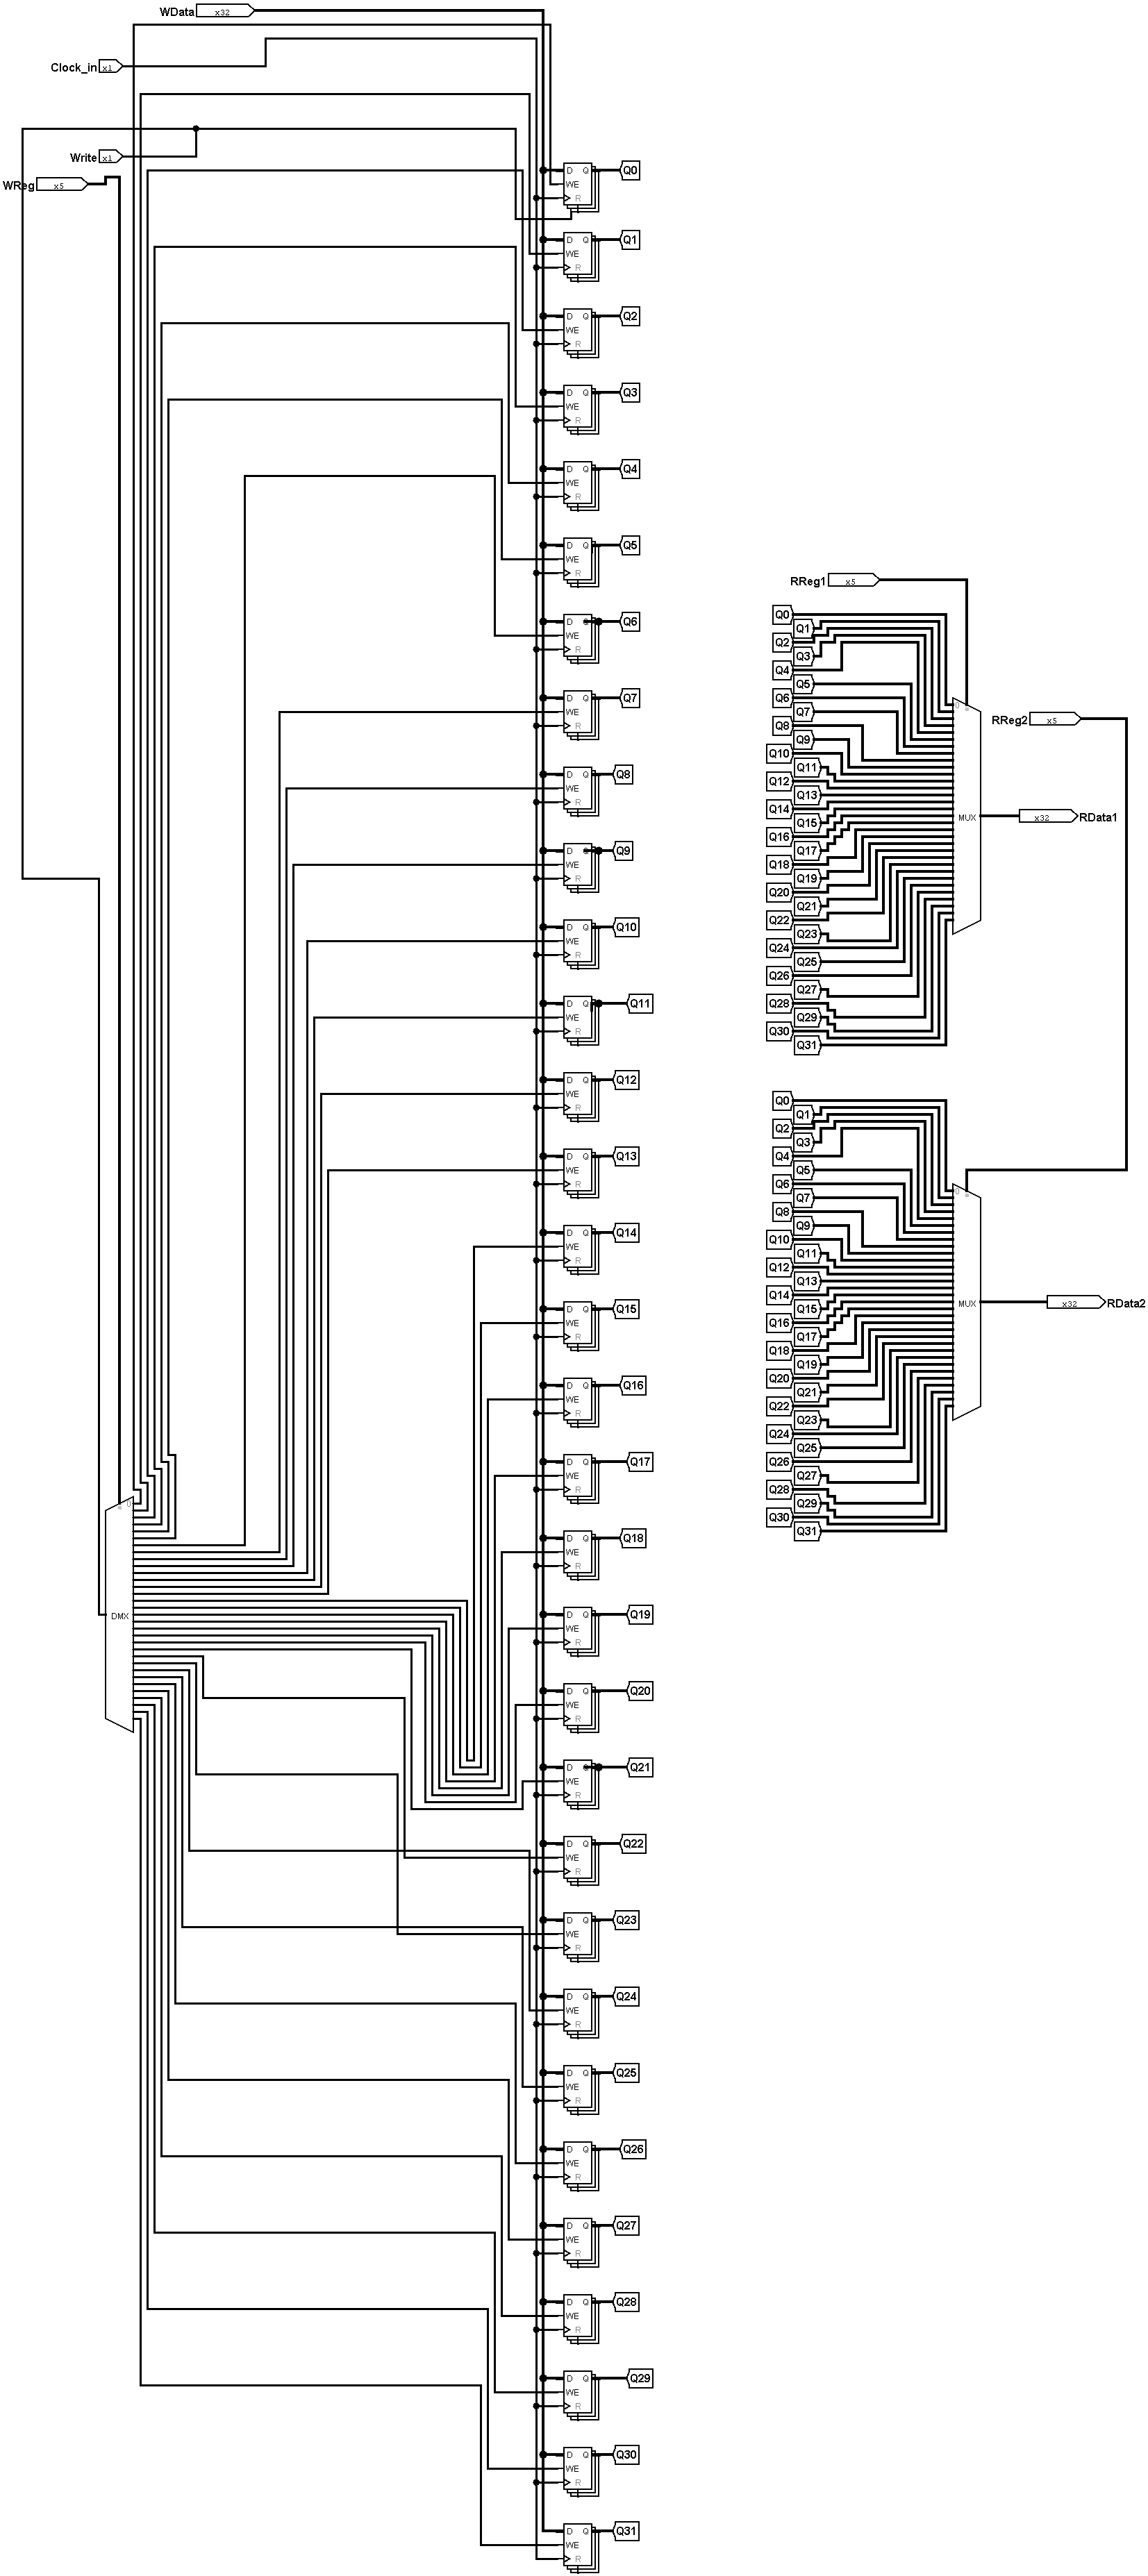 WData x32
Clock_in x1
Write x1
WReg x5
D Q Q0
WE
R
D Q Q1
WE
R
D Q Q2
WE
R
D Q Q3
WE
R
D Q Q4
WE
R
D Q Q5
WE
R
D Q6
WE
R
D Q Q7
WE
R
D Q Q8
WE
R
D Q9
WE
R
D Q Q10
WE
R
D Q Q11
WE
R
D Q Q12
WE
R
D Q Q13
WE
R
D Q Q14
WE
R
D Q Q15
WE
R
D Q Q16
WE
R
D Q Q17
WE
R
D Q Q18
WE
R
D Q Q19
WE
R
D Q Q20
WE
R
D Q21
WE
R
D Q Q22
WE
R
D Q Q23
WE
R
D Q Q24
WE
R
D Q Q25
WE
R
D Q Q26
WE
R
D Q Q27
WE
R
D Q Q28
WE
R
D Q Q29
WE
R
D Q Q30
WE
R
D Q Q31
WE
R
0
DMX
RReg1 x5
Q0
Q1
Q2
Q3
Q4
Q5
Q6
Q7
Q8
Q9
Q10
Q11
Q12
Q13
Q14
Q15
Q16
Q17
Q18
Q19
Q20
Q21
Q22
Q23
Q24
Q25
Q26
Q27
Q28
Q29
Q30
Q31
0
MUX
x32 RData1
RReg2 x5
Q0
Q1
Q2
Q3
Q4
Q5
Q6
Q7
Q8
Q9
Q10
Q11
Q12
Q13
Q14
Q15
Q16
Q17
Q18
Q19
Q20
Q21
Q22
Q23
Q24
Q25
Q26
Q27
Q28
Q29
Q30
Q31
0
MUX
x32 RData2